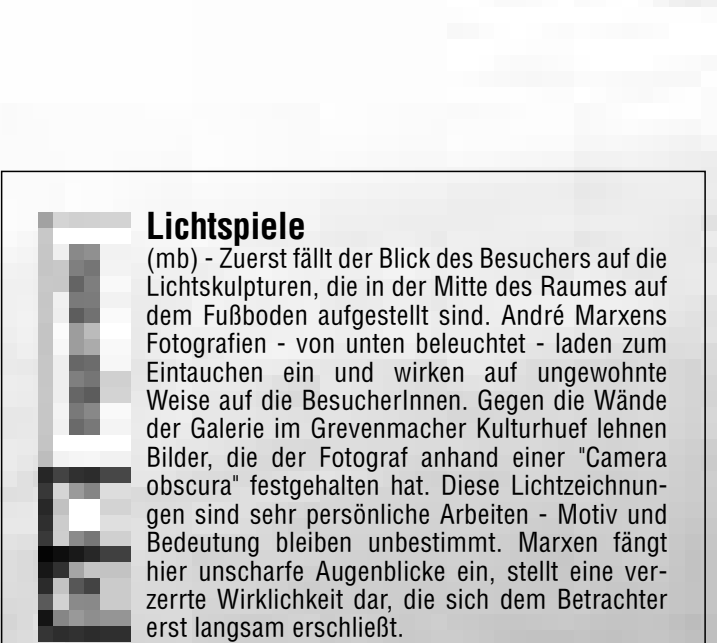 Lichtspiele
(mb) - Zuerst fällt der Blick des Besuchers auf die
Lichtskulpturen, die in der Mitte des Raumes auf
dem Fußboden aufgestellt sind. André Marxens
Fotografien - von unten beleuchtet - laden zum
Eintauchen ein und wirken auf ungewohnte
Weise auf die BesucherInnen. Gegen die Wände
der Galerie im Grevenmacher Kulturhuef lehnen
Bilder, die der Fotograf anhand einer "Camera
obscura" festgehalten hat. Diese Lichtzeichnun-
gen sind sehr persönliche Arbeiten - Motiv und
Bedeutung bleiben unbestimmt. Marxen fängt
hier unscharfe Augenblicke ein, stellt eine ver-
zerrte Wirklichkeit dar, die sich dem Betrachter
erst langsam erschließt.